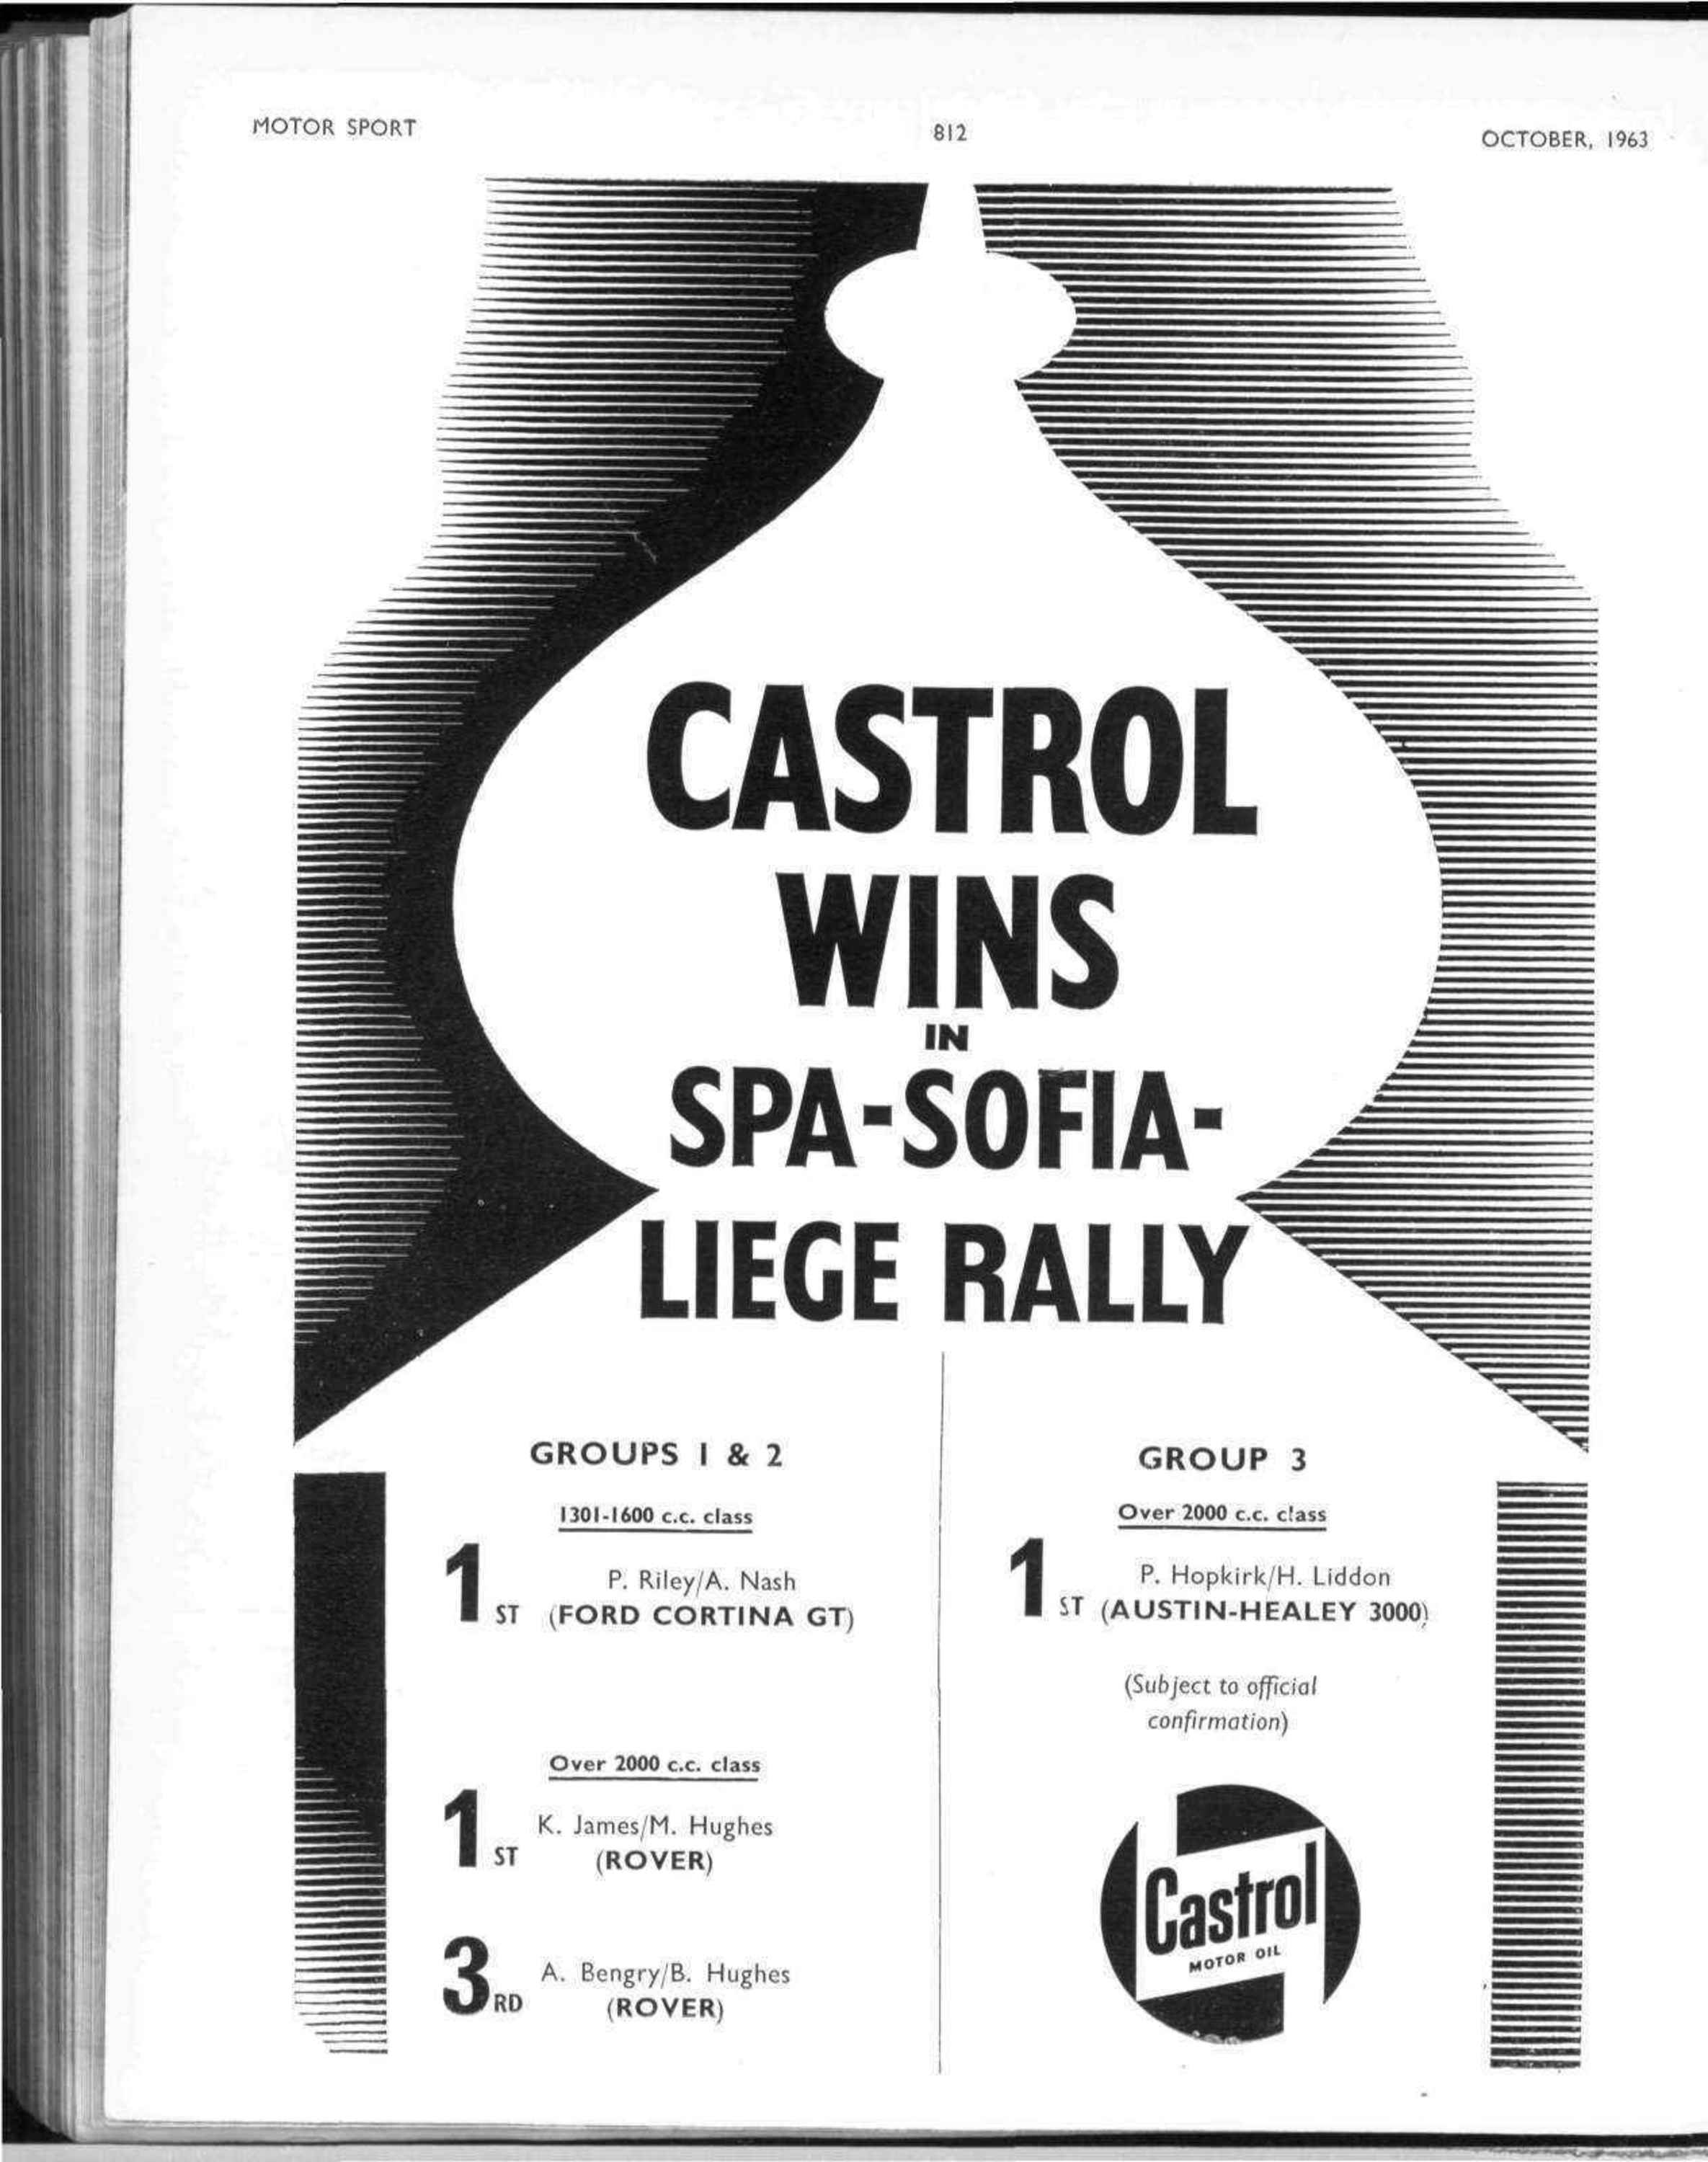 MOTOR SPORT
812
OCTOBER, 1963
CASTROL
WINS
IN
SPA-SOFIA-
LIEGE RALLY
GROUPS 1 & 2
1301-1600 c.c. class
1ST
P. Riley/A. Nash
(FORD CORTINA GT)
Over 2000 c.c. class
1ST
K. James/M. Hughes
(ROVER)
3RD
A. Bengry/B. Hughes
(ROVER)
GROUP 3
Over 2000 c.c. class
1ST
P. Hopkirk/H. Liddon
(AUSTIN-HEALEY 3000)
(Subject to official
confirmation)
Castrol
MOTOR OIL